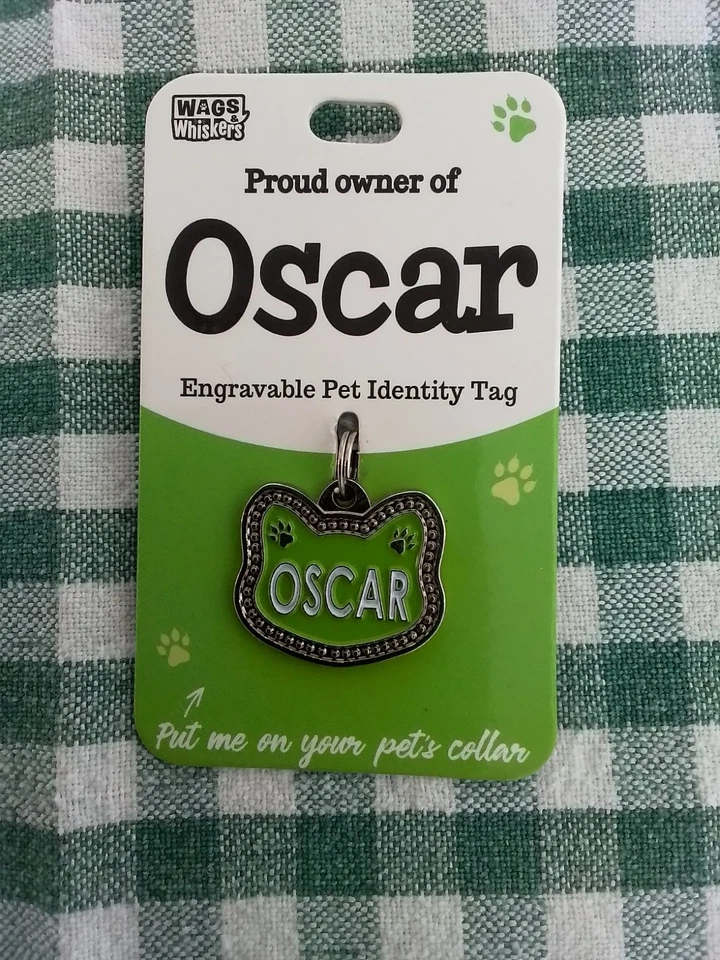 WAGS
& Whiskers
Proud owner of
Oscar
Engravable Pet Identity Tag
OSCAR
Put me on your pet's collar